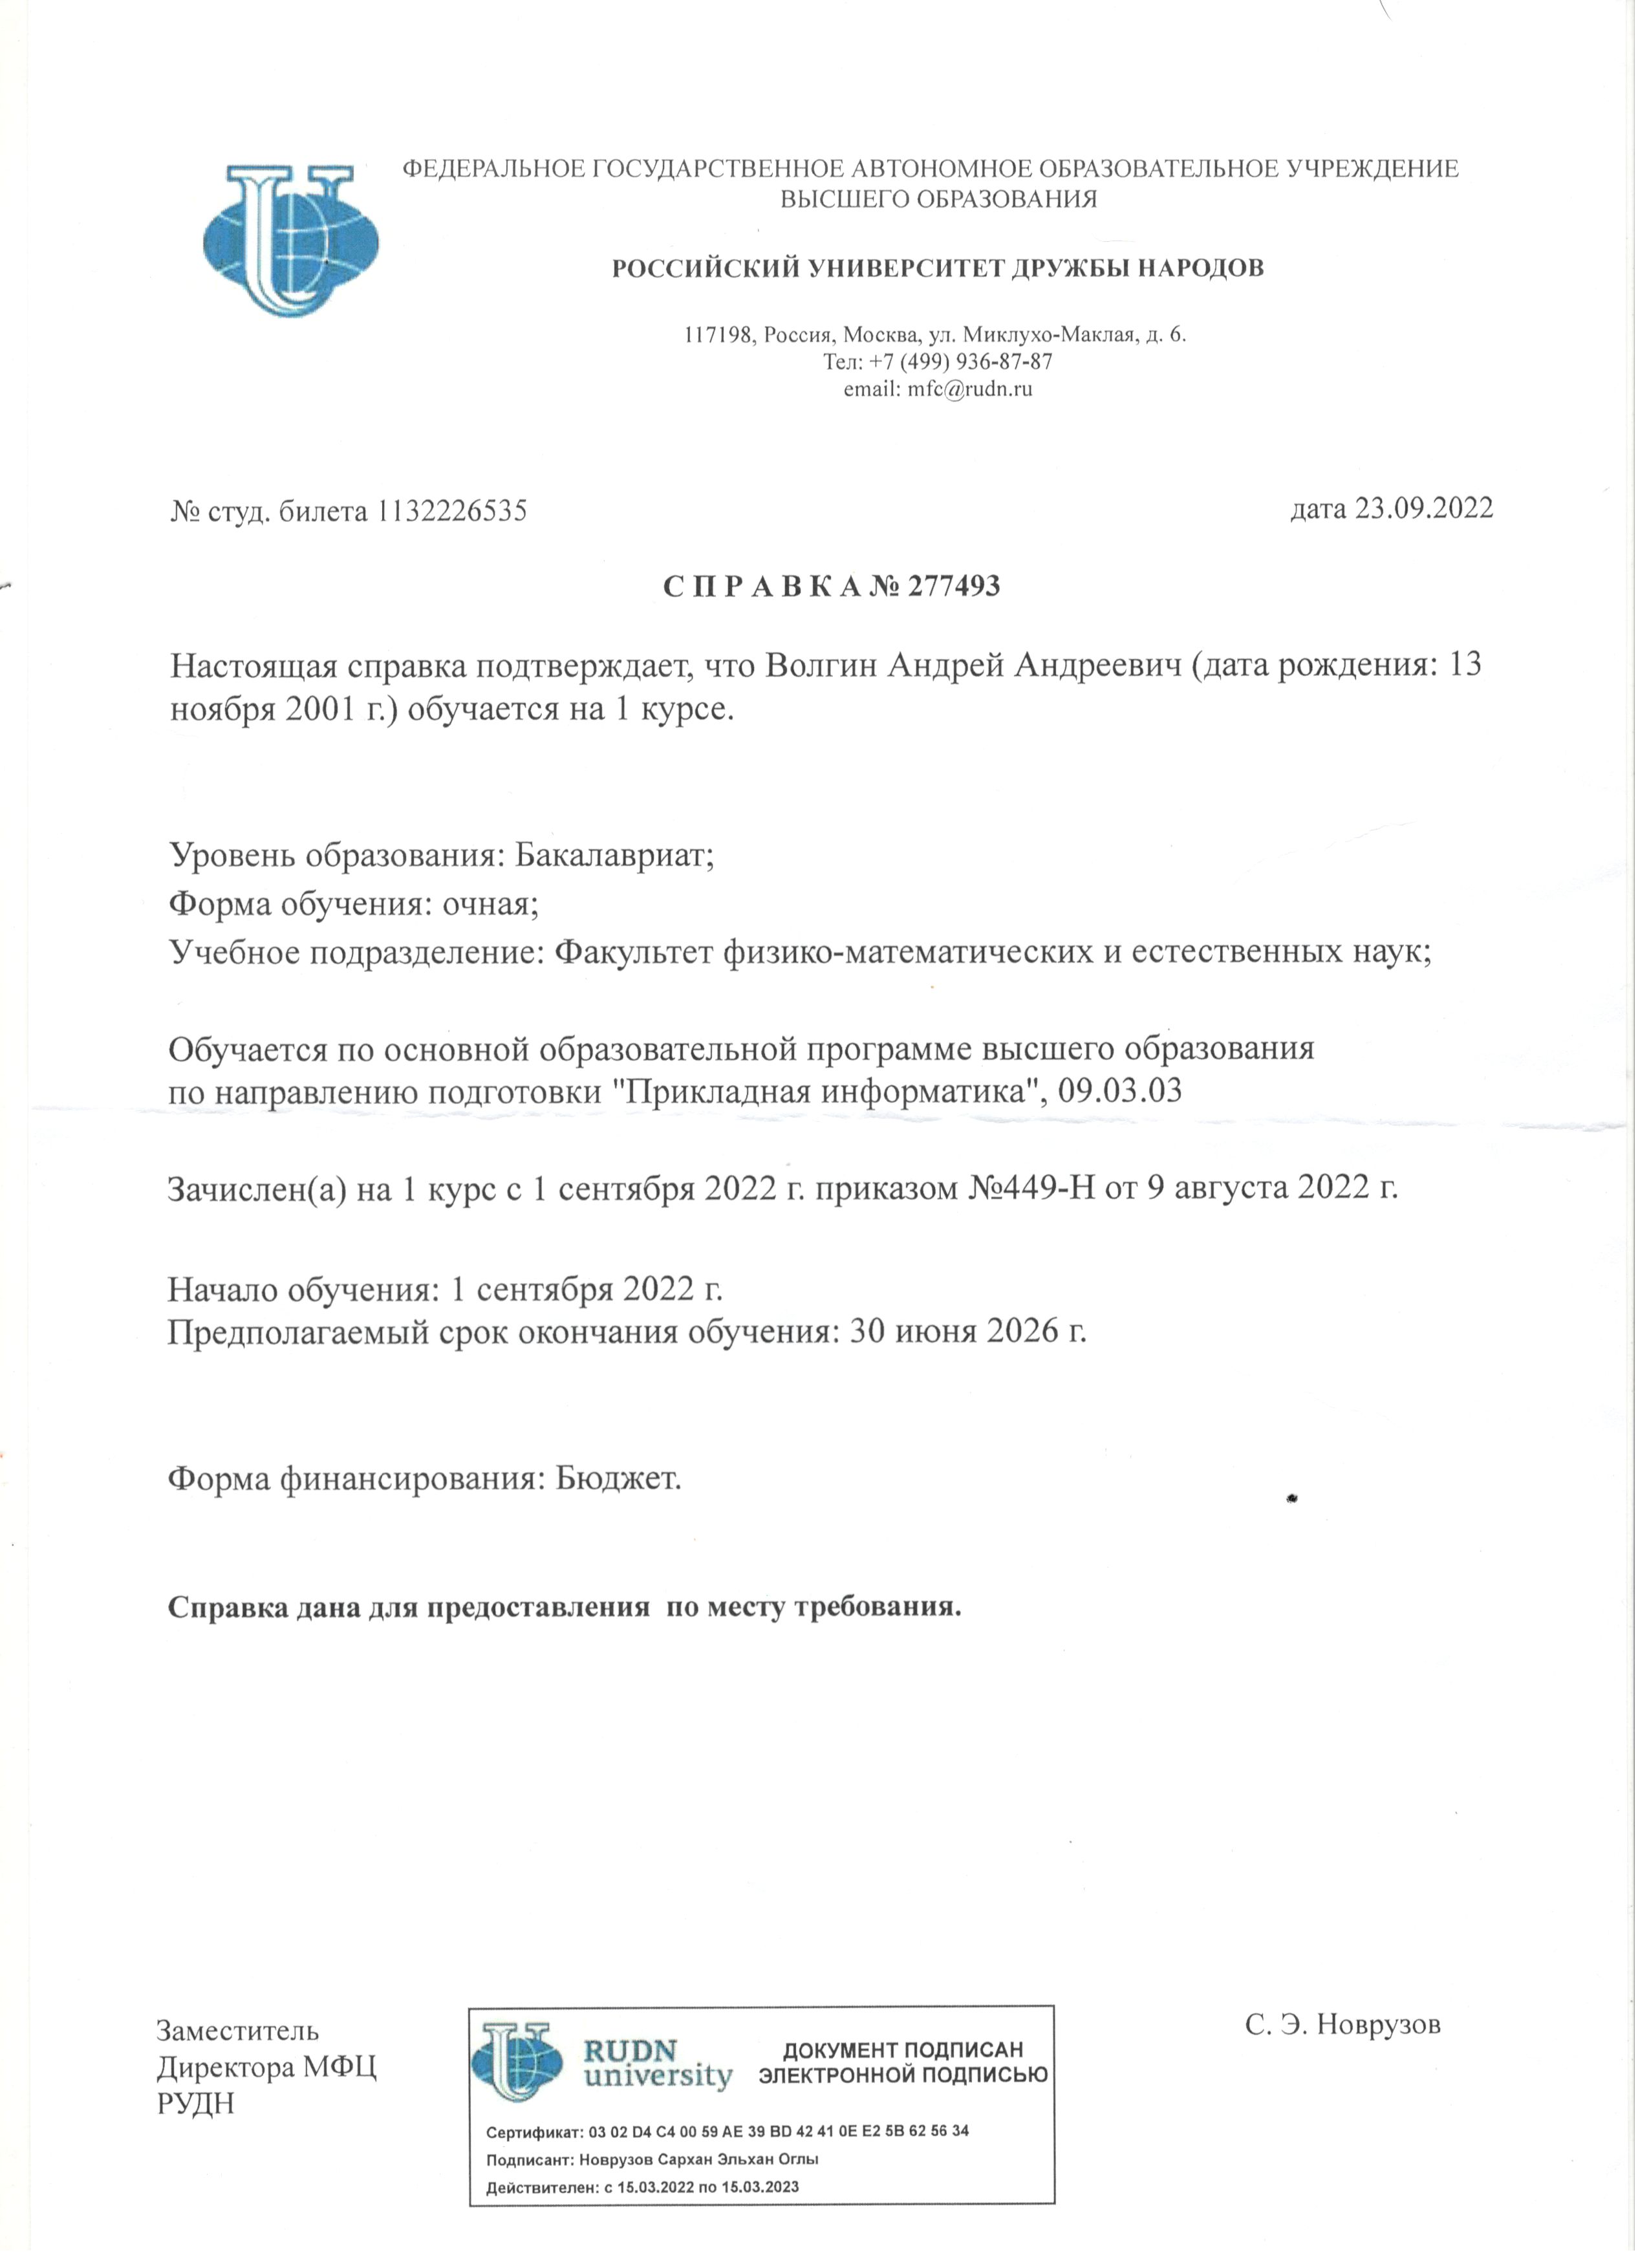 ФЕДЕРАЛЬНОЕ ГОСУДАРСТВЕННОЕ АВТОНОМНОЕ ОБРАЗОВАТЕЛЬНОЕ УЧРЕЖДЕНИЕ
ВЫСШЕГО ОБРАЗОВАНИЯ
РОССИЙСКИЙ УНИВЕРСИТЕТ ДРУЖБЫ НАРОДОВ
117198, Россия, Москва, ул. Миклухо-Маклая, д. 6.
Тел: +7 (499) 936-87-87
email: mfc@rudn.ru
№ студ. билета 1132226535 дата 23.09.2022
С П Р А В К А № 277493
Настоящая справка подтверждает, что Волгин Андрей Андреевич (дата рождения: 13
ноября 2001 г.) обучается на 1 курсе.
Уровень образования: Бакалавриат;
Форма обучения: очная;
Учебное подразделение: Факультет физико-математических и естественных наук;
Обучается по основной образовательной программе высшего образования
по направлению подготовки "Прикладная информатика", 09.03.03
Зачислен(а) на 1 курс с 1 сентября 2022 г. приказом №449-Н от 9 августа 2022 г.
Начало обучения: 1 сентября 2022 г.
Предполагаемый срок окончания обучения: 30 июня 2026 г.
Форма финансирования: Бюджет.
Справка дана для предоставления по месту требования.
Заместитель
Директора МФЦ
РУДН
RUDN
university
ДОКУМЕНТ ПОДПИСАН
ЭЛЕКТРОННОЙ ПОДПИСЬЮ
Сертификат: 03 02 D4 C4 00 59 AE 39 BD 42 41 0E E2 5B 62 56 34
Подписант: Новрузов Сархан Эльхан Оглы
Действителен: с 15.03.2022 по 15.03.2023
С. Э. Новрузов